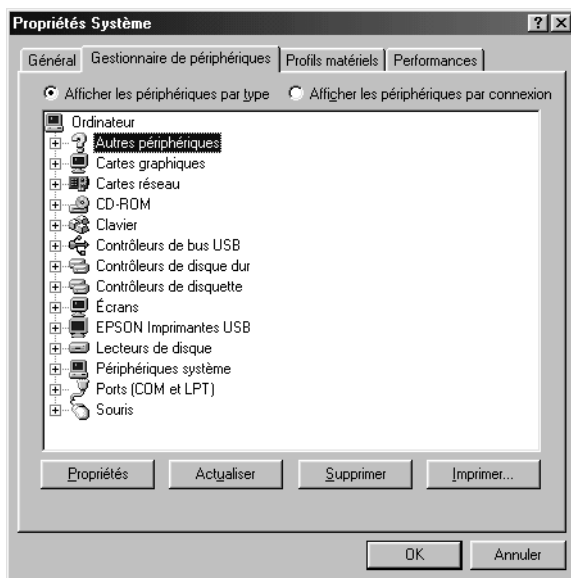 Propriétés Système
Général Gestionnaire de périphériques Profils matériels Performances
Afficher les périphériques par type Afficher les périphériques par connexion
Ordinateur
Autres périphériques
Cartes graphiques
Cartes réseau
CD-ROM
Clavier
Contrôleurs de bus USB
Contrôleurs de disque dur
Contrôleurs de disquette
Écrans
EPSON Imprimantes USB
Lecteurs de disque
Périphériques système
Ports (COM et LPT)
Souris
Propriétés Actualiser Supprimer Imprimer...
OK Annuler